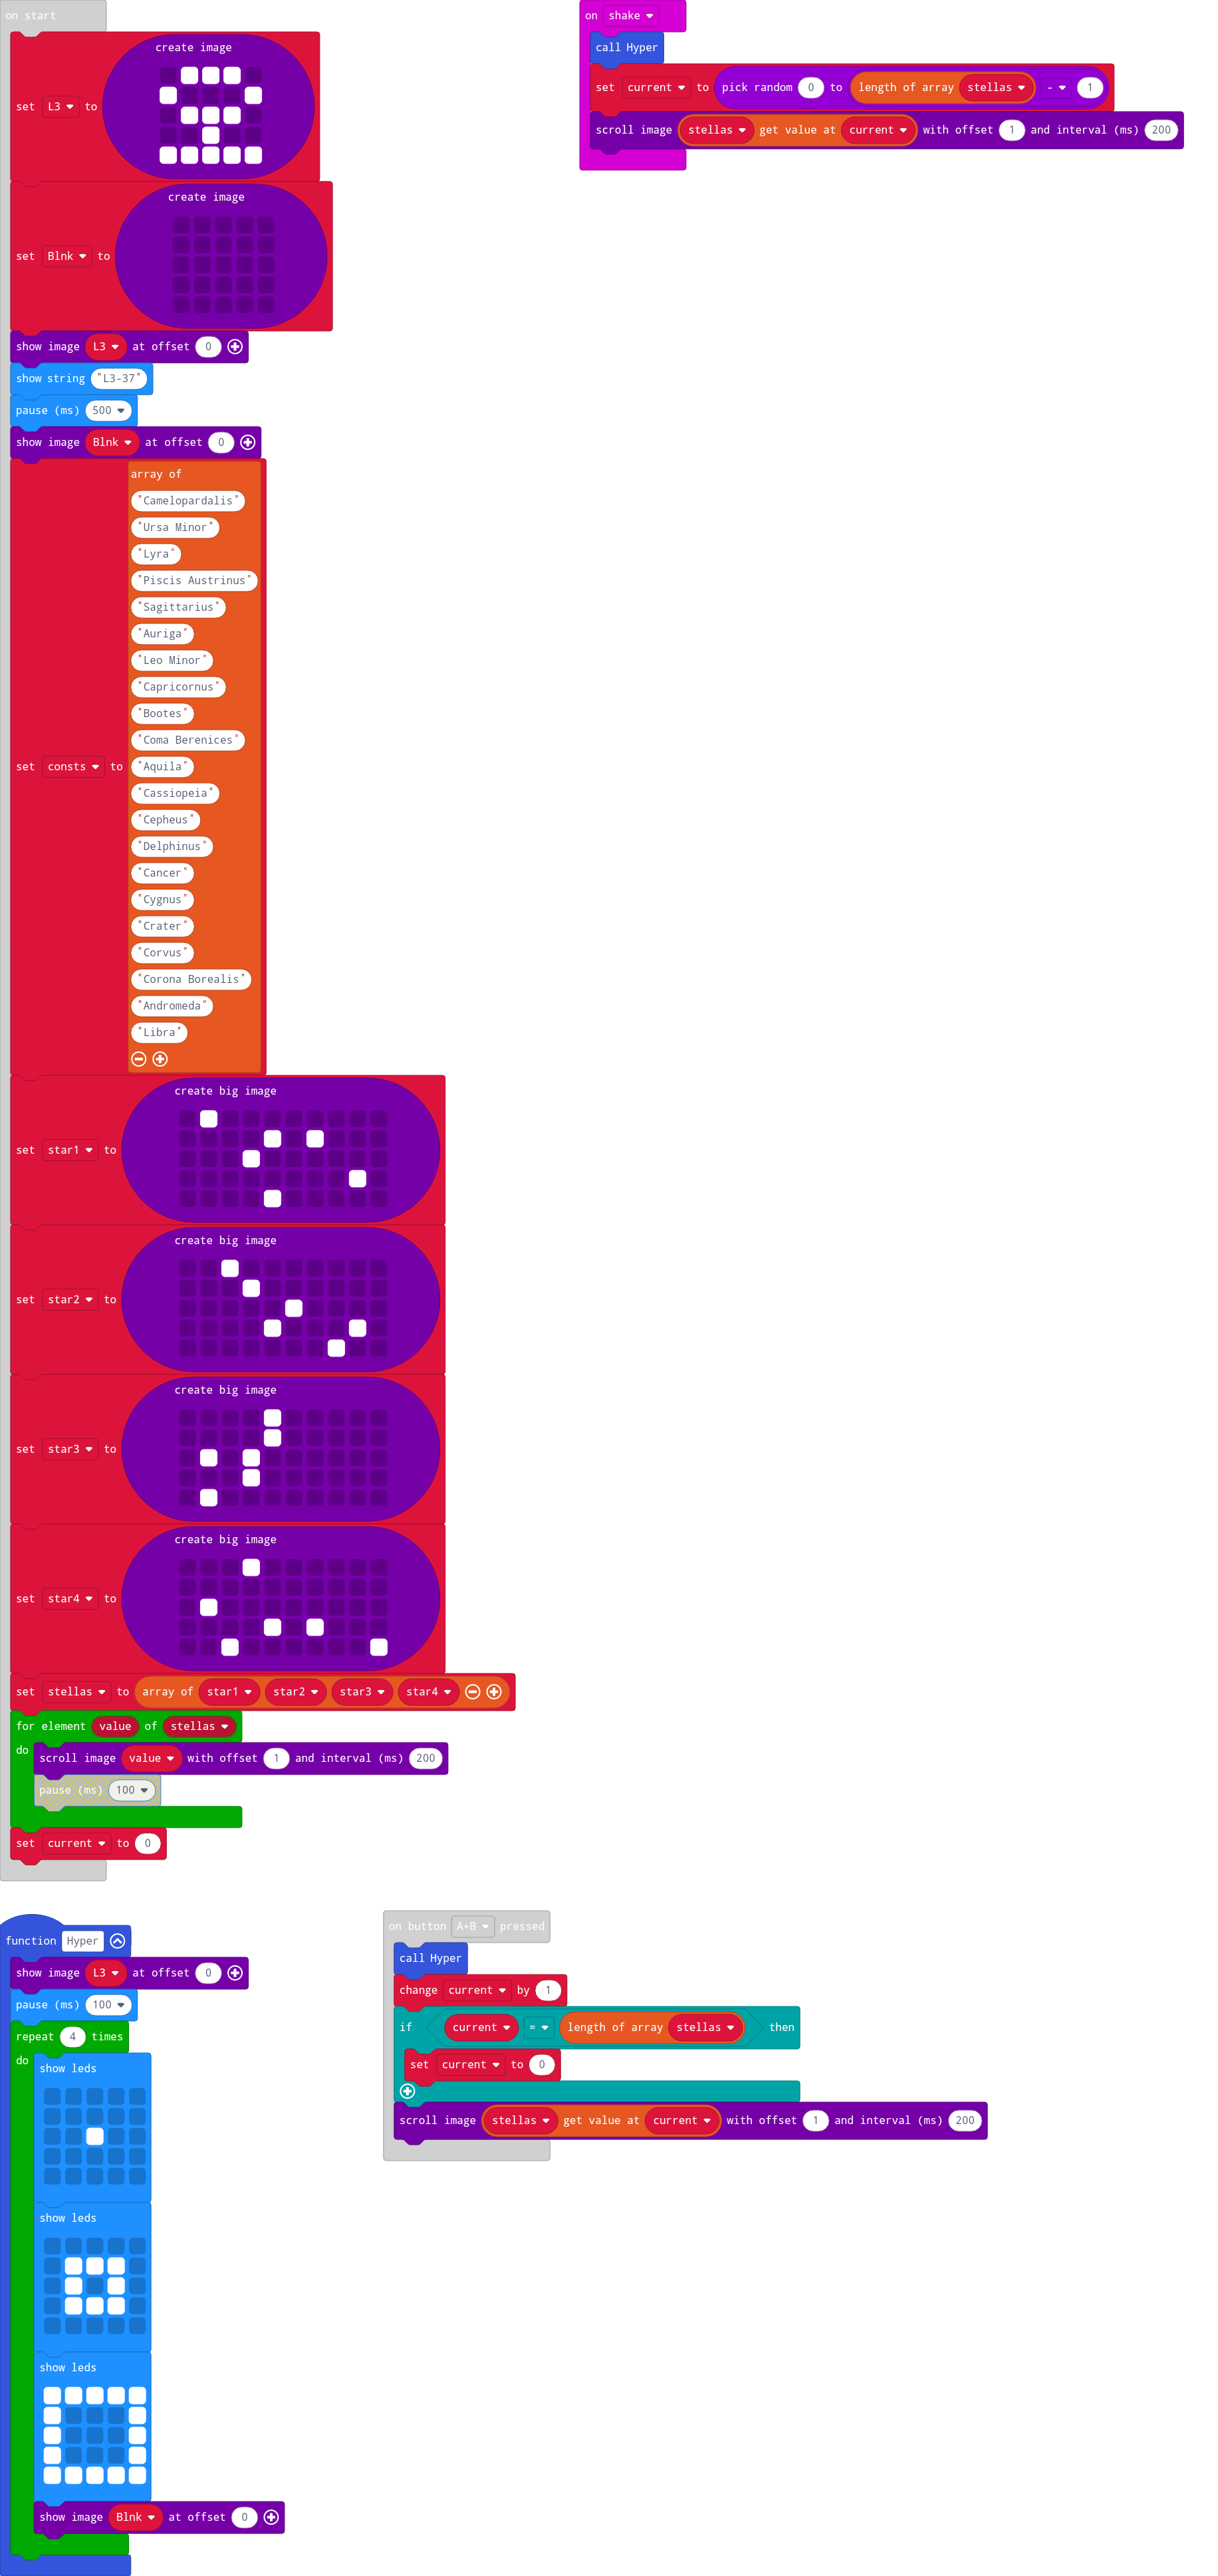 on start
create image
set L3 to
create image
set Blnk to
show image L3 at offset 0
show string "L3-37"
pause (ms) 500
show image Blnk at offset 0
array of
"Camelopardalis"
"Ursa Minor"
"Lyra"
"Piscis Austrinus"
"Sagittarius"
"Auriga"
"Leo Minor"
"Capricornus"
"Bootes"
"Coma Berenices"
set consts to
"Aquila"
"Cassiopeia"
"Cepheus"
"Delphinus"
"Cancer"
"Cygnus"
"Crater"
"Corvus"
"Corona Borealis"
"Andromeda"
"Libra"
create big image
set star1 to
create big image
set star2 to
create big image
set star3 to
create big image
set star4 to
set stellas to array of star1 star2 star3 star4
for element value of stellas
do
scroll image value with offset 1 and interval (ms) 200
pause (ms) 100
set current to 0
on shake
call Hyper
set current to pick random 0 to length of array stellas - 1
scroll image stellas get value at current with offset 1 and interval (ms) 200
function Hyper
show image L3 at offset 0
pause (ms) 100
repeat 4 times
do
show leds
show leds
show leds
show image Blnk at offset 0
on button A+B pressed
call Hyper
change current by 1
if current = length of array stellas then
set current to 0
scroll image stellas get value at current with offset 1 and interval (ms) 200